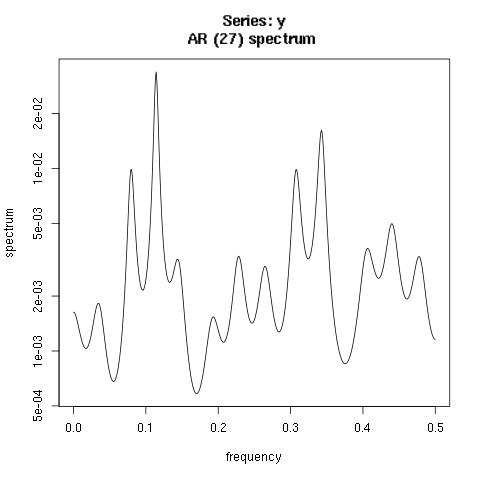 Series: y
AR (27) spectrum
spectrum
2e-02
1e-02
5e-03
2e-03
1e-03
5e-04
0.0 0.1 0.2 0.3 0.4 0.5
frequency